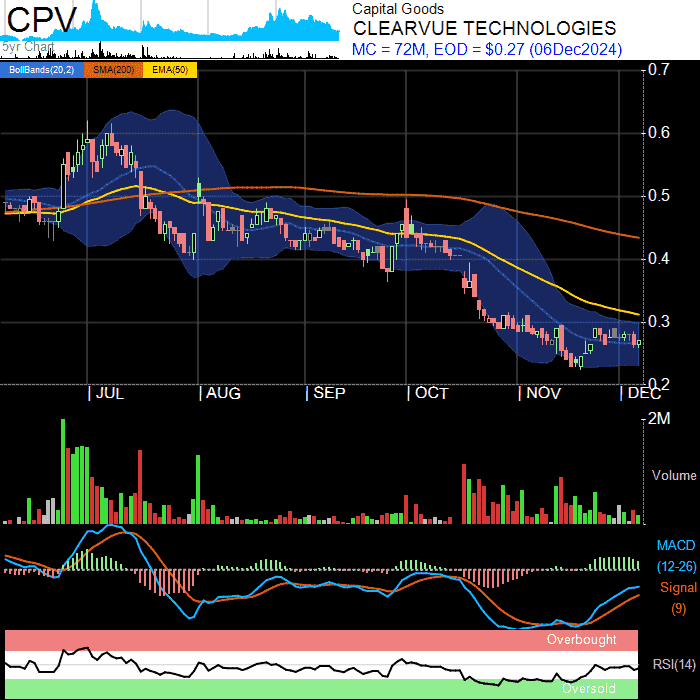 CPV
Capital Goods
CLEARVUE TECHNOLOGIES
5yr Chart
MC = 72M, EOD = $0.27 (06Dec2024)
BollBands(20,2) SMA(200) EMA(50)
0.7
0.6
0.5
0.4
0.3
0.2
| JUL | AUG | SEP | OCT | NOV | DEC
2M
Volume
MACD
(12-26)
Signal
(9)
Overbought
RSI(14)
Oversold